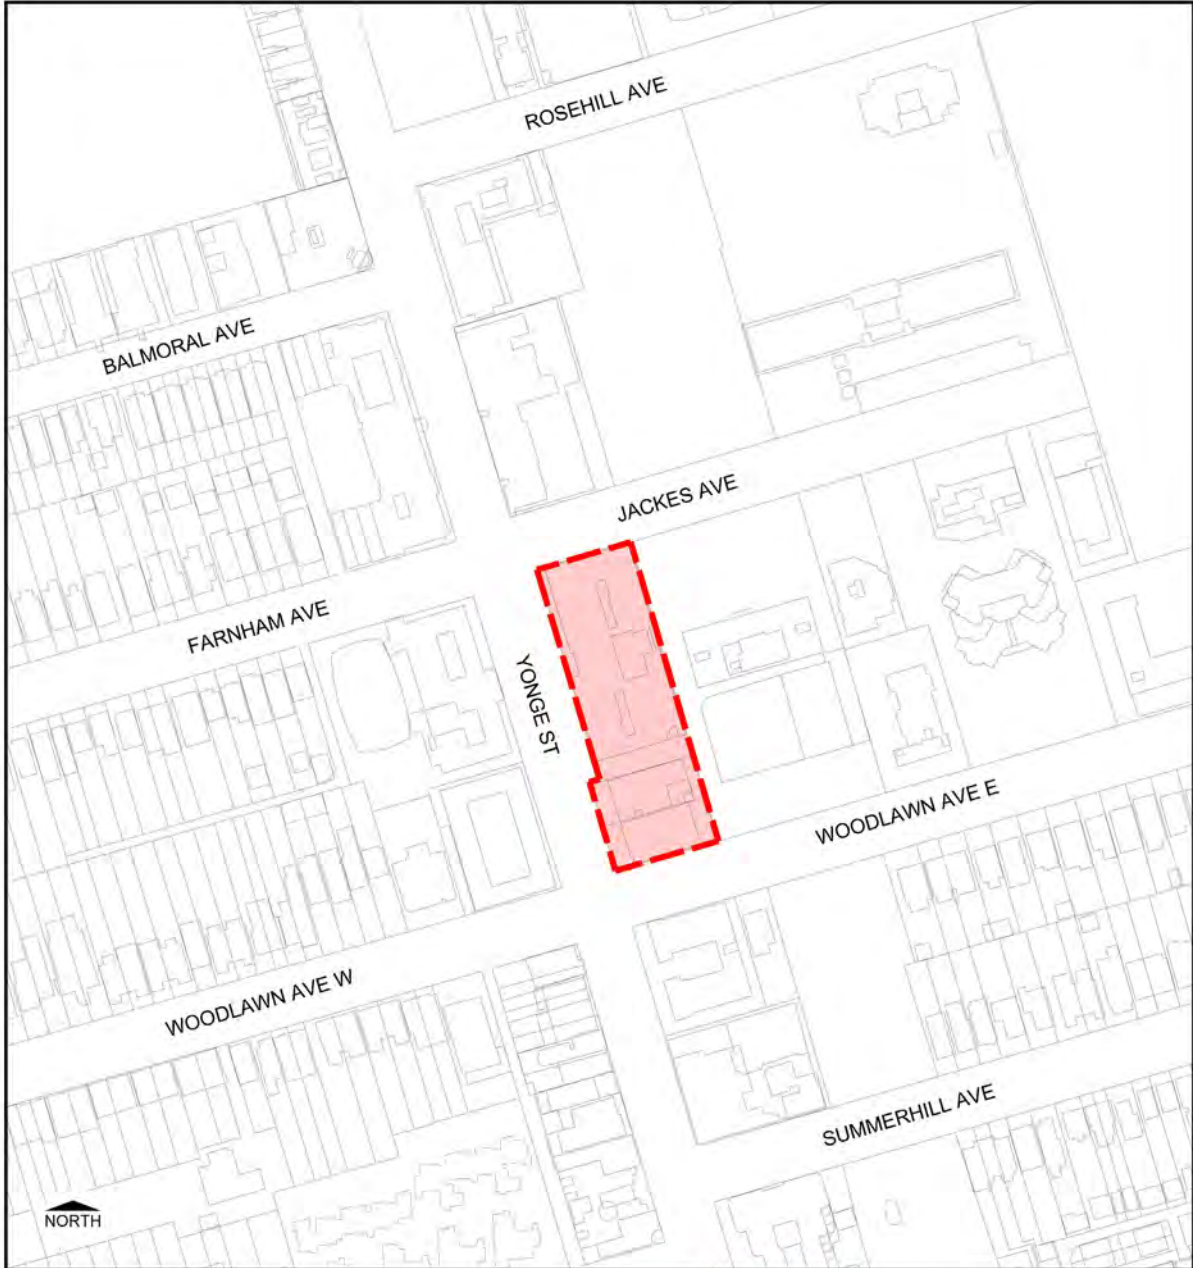 ROSEHILL AVE
BALMORAL AVE
JACKES AVE
FARNHAM AVE
YONGE ST
WOODLAWN AVE E
WOODLAWN AVE W
SUMMERHILL AVE
NORTH